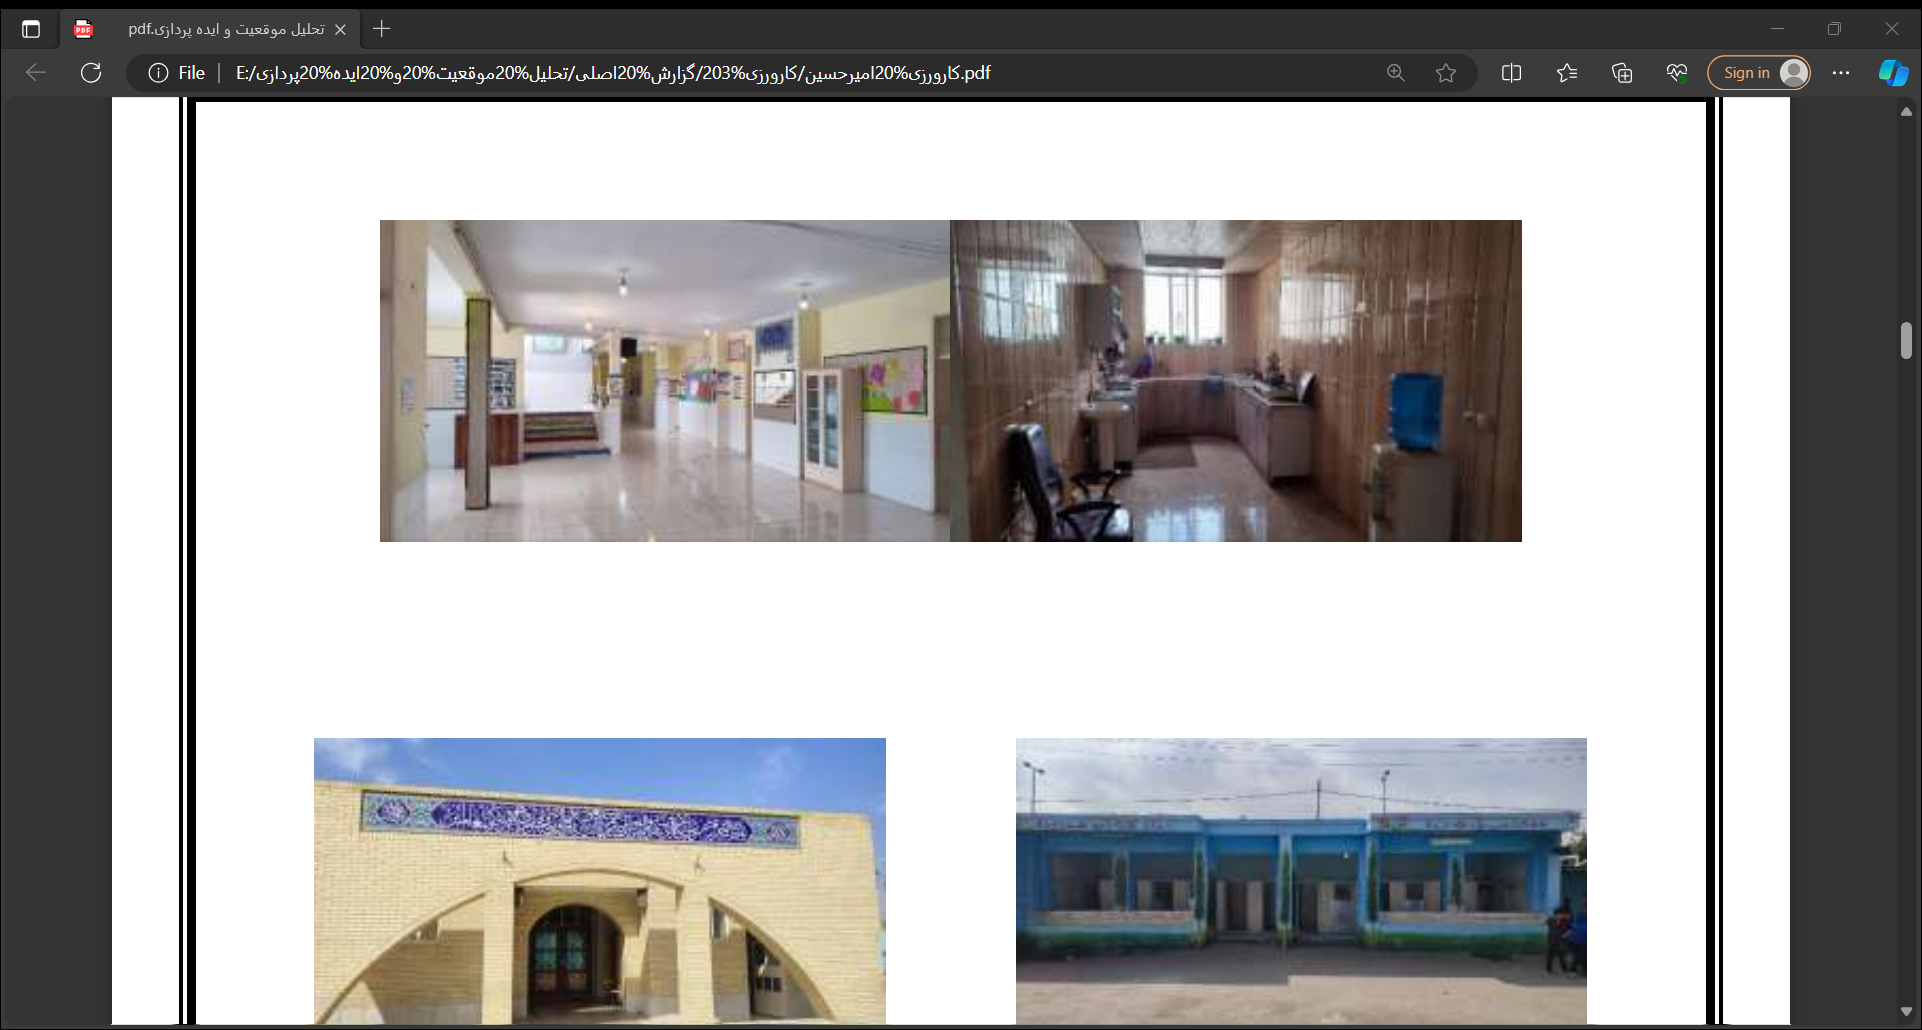 تحلیل موقعیت و ایده پردازی.pdf
File
E:/کارورزی%20امیرحسین/کارورزی%203/گزارش%20اصلی/تحلیل%20موقعیت%20و%20ایده%20پردازی.pdf
Sign in